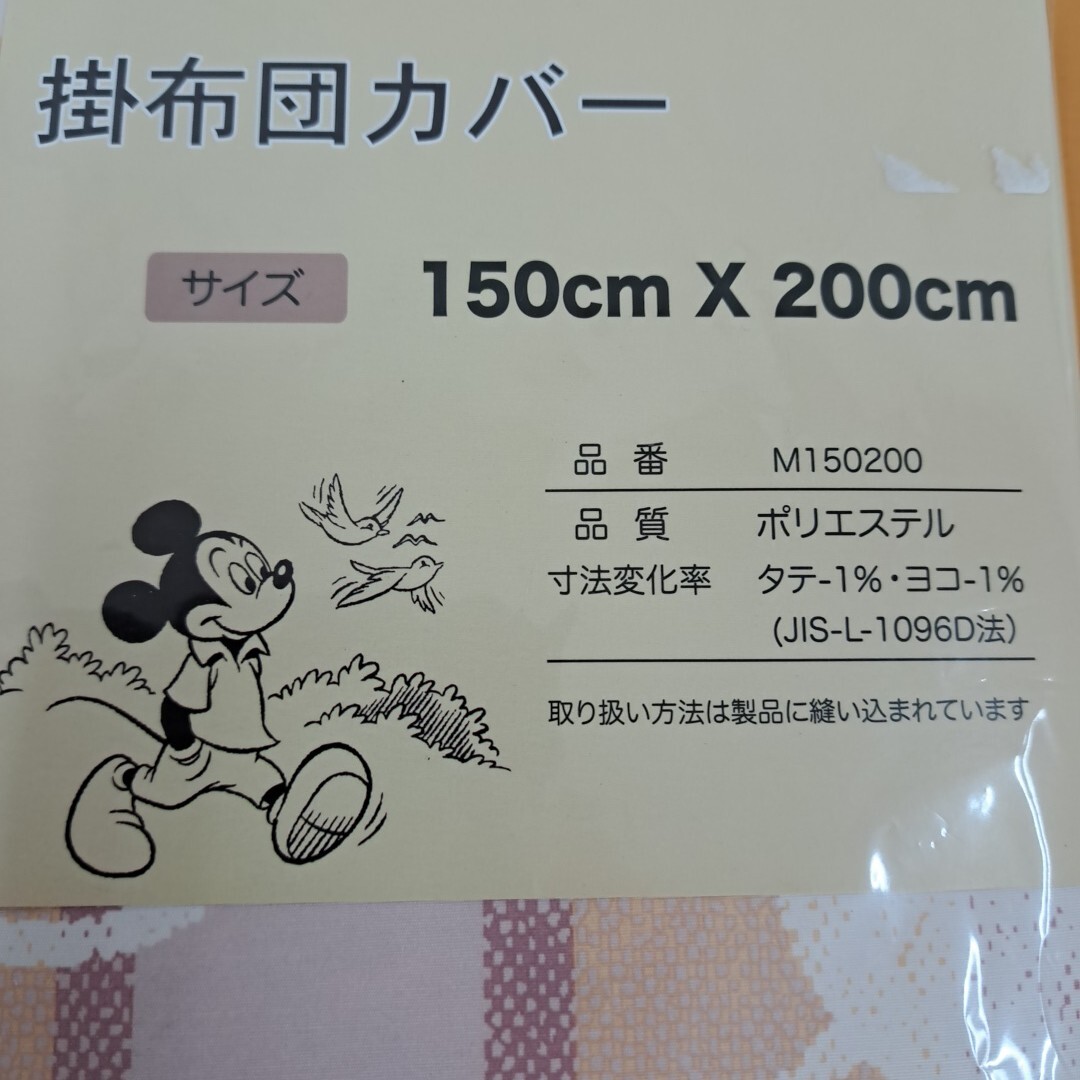 掛布団カバー
サイズ 150cm X 200cm
品番 M150200
品質 ポリエステル
寸法変化率 タテ-1%・ヨコ-1%
(JIS-L-1096D法)
取り扱い方法は製品に縫い込まれています